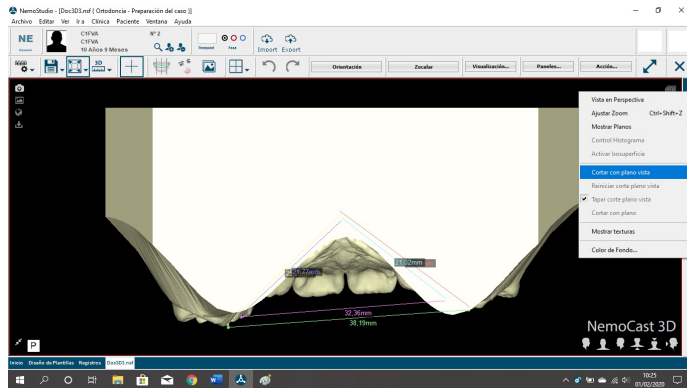 NemoStudio - [Doc3D3.nsf ( Ortodoncia - Preparación del caso )]
Archivo Editar Ver Ir a Clínica Paciente Ventana Ayuda
NE
C1FVA
C1FVA
10 Años 9 Meses
Nº 2
Fase
Import Export
3D
Orientación
Zocalar
Visualización...
Paneles...
Acción...
Vista en Perspectiva
Ajustar Zoom Ctrl+Shift+Z
Mostrar Planos
Control Histograma
Activar Isosuperficie
Cortar con plano vista
Reiniciar corte plano vista
Tapar corte plano vista
Cortar con plano
Mostrar texturas
Color de Fondo...
21,02mm
32,36mm
38,19mm
NemoCast 3D
P
Inicio Diseño de Plantillas Registros Doc3D3.nsf
10:25
01/02/2020